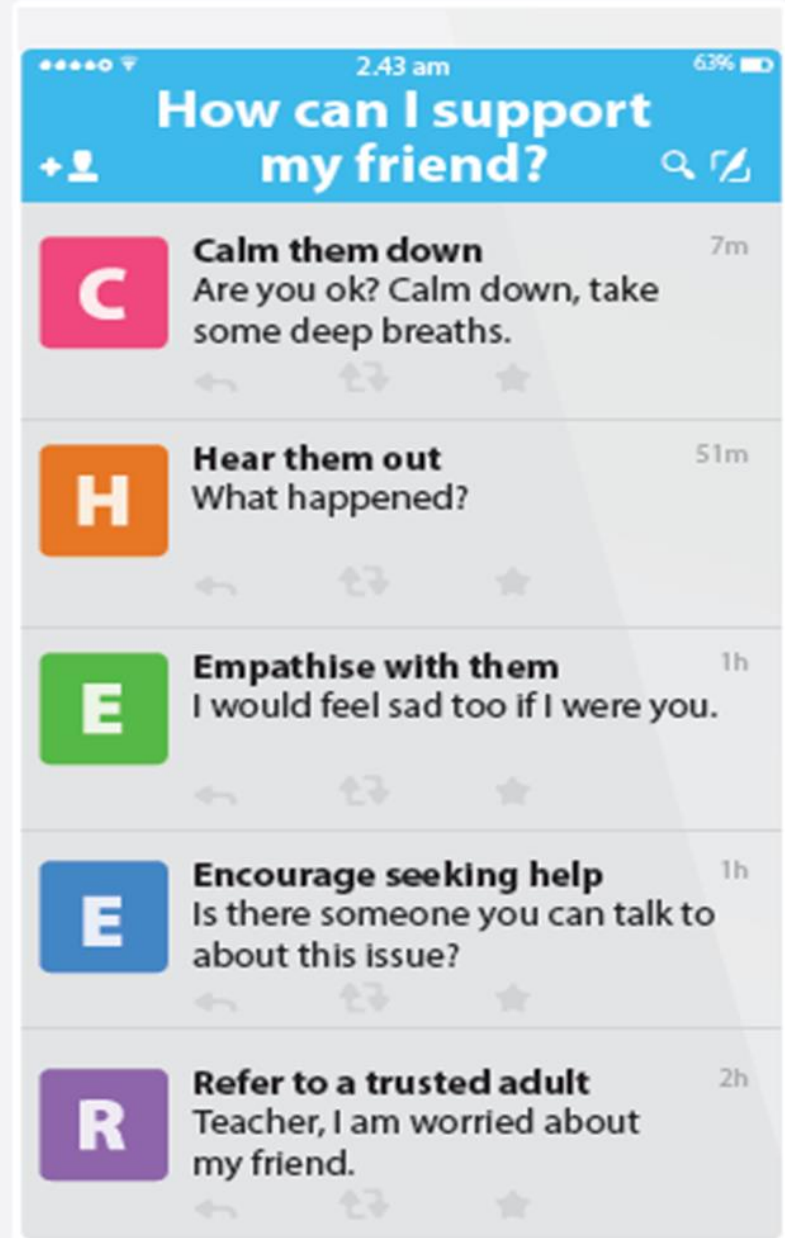 2.43 am
63%
How can I support
my friend?
C
Calm them down
7m
Are you ok? Calm down, take
some deep breaths.
H
Hear them out
51m
What happened?
E
Empathise with them
1h
I would feel sad too if I were you.
E
Encourage seeking help
1h
Is there someone you can talk to
about this issue?
R
Refer to a trusted adult
2h
Teacher, I am worried about
my friend.